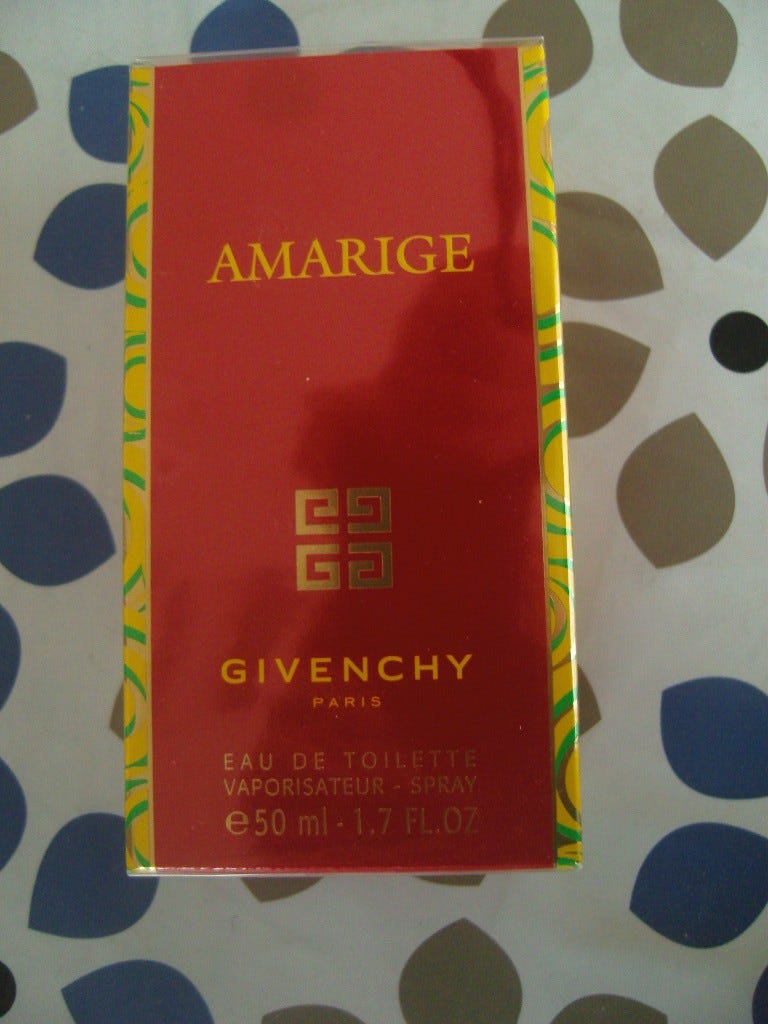 AMARIGE
GIVENCHY
PARIS
EAU DE TOILETTE
VAPORISATEUR - SPRAY
℮50 ml - 1.7 FL.OZ